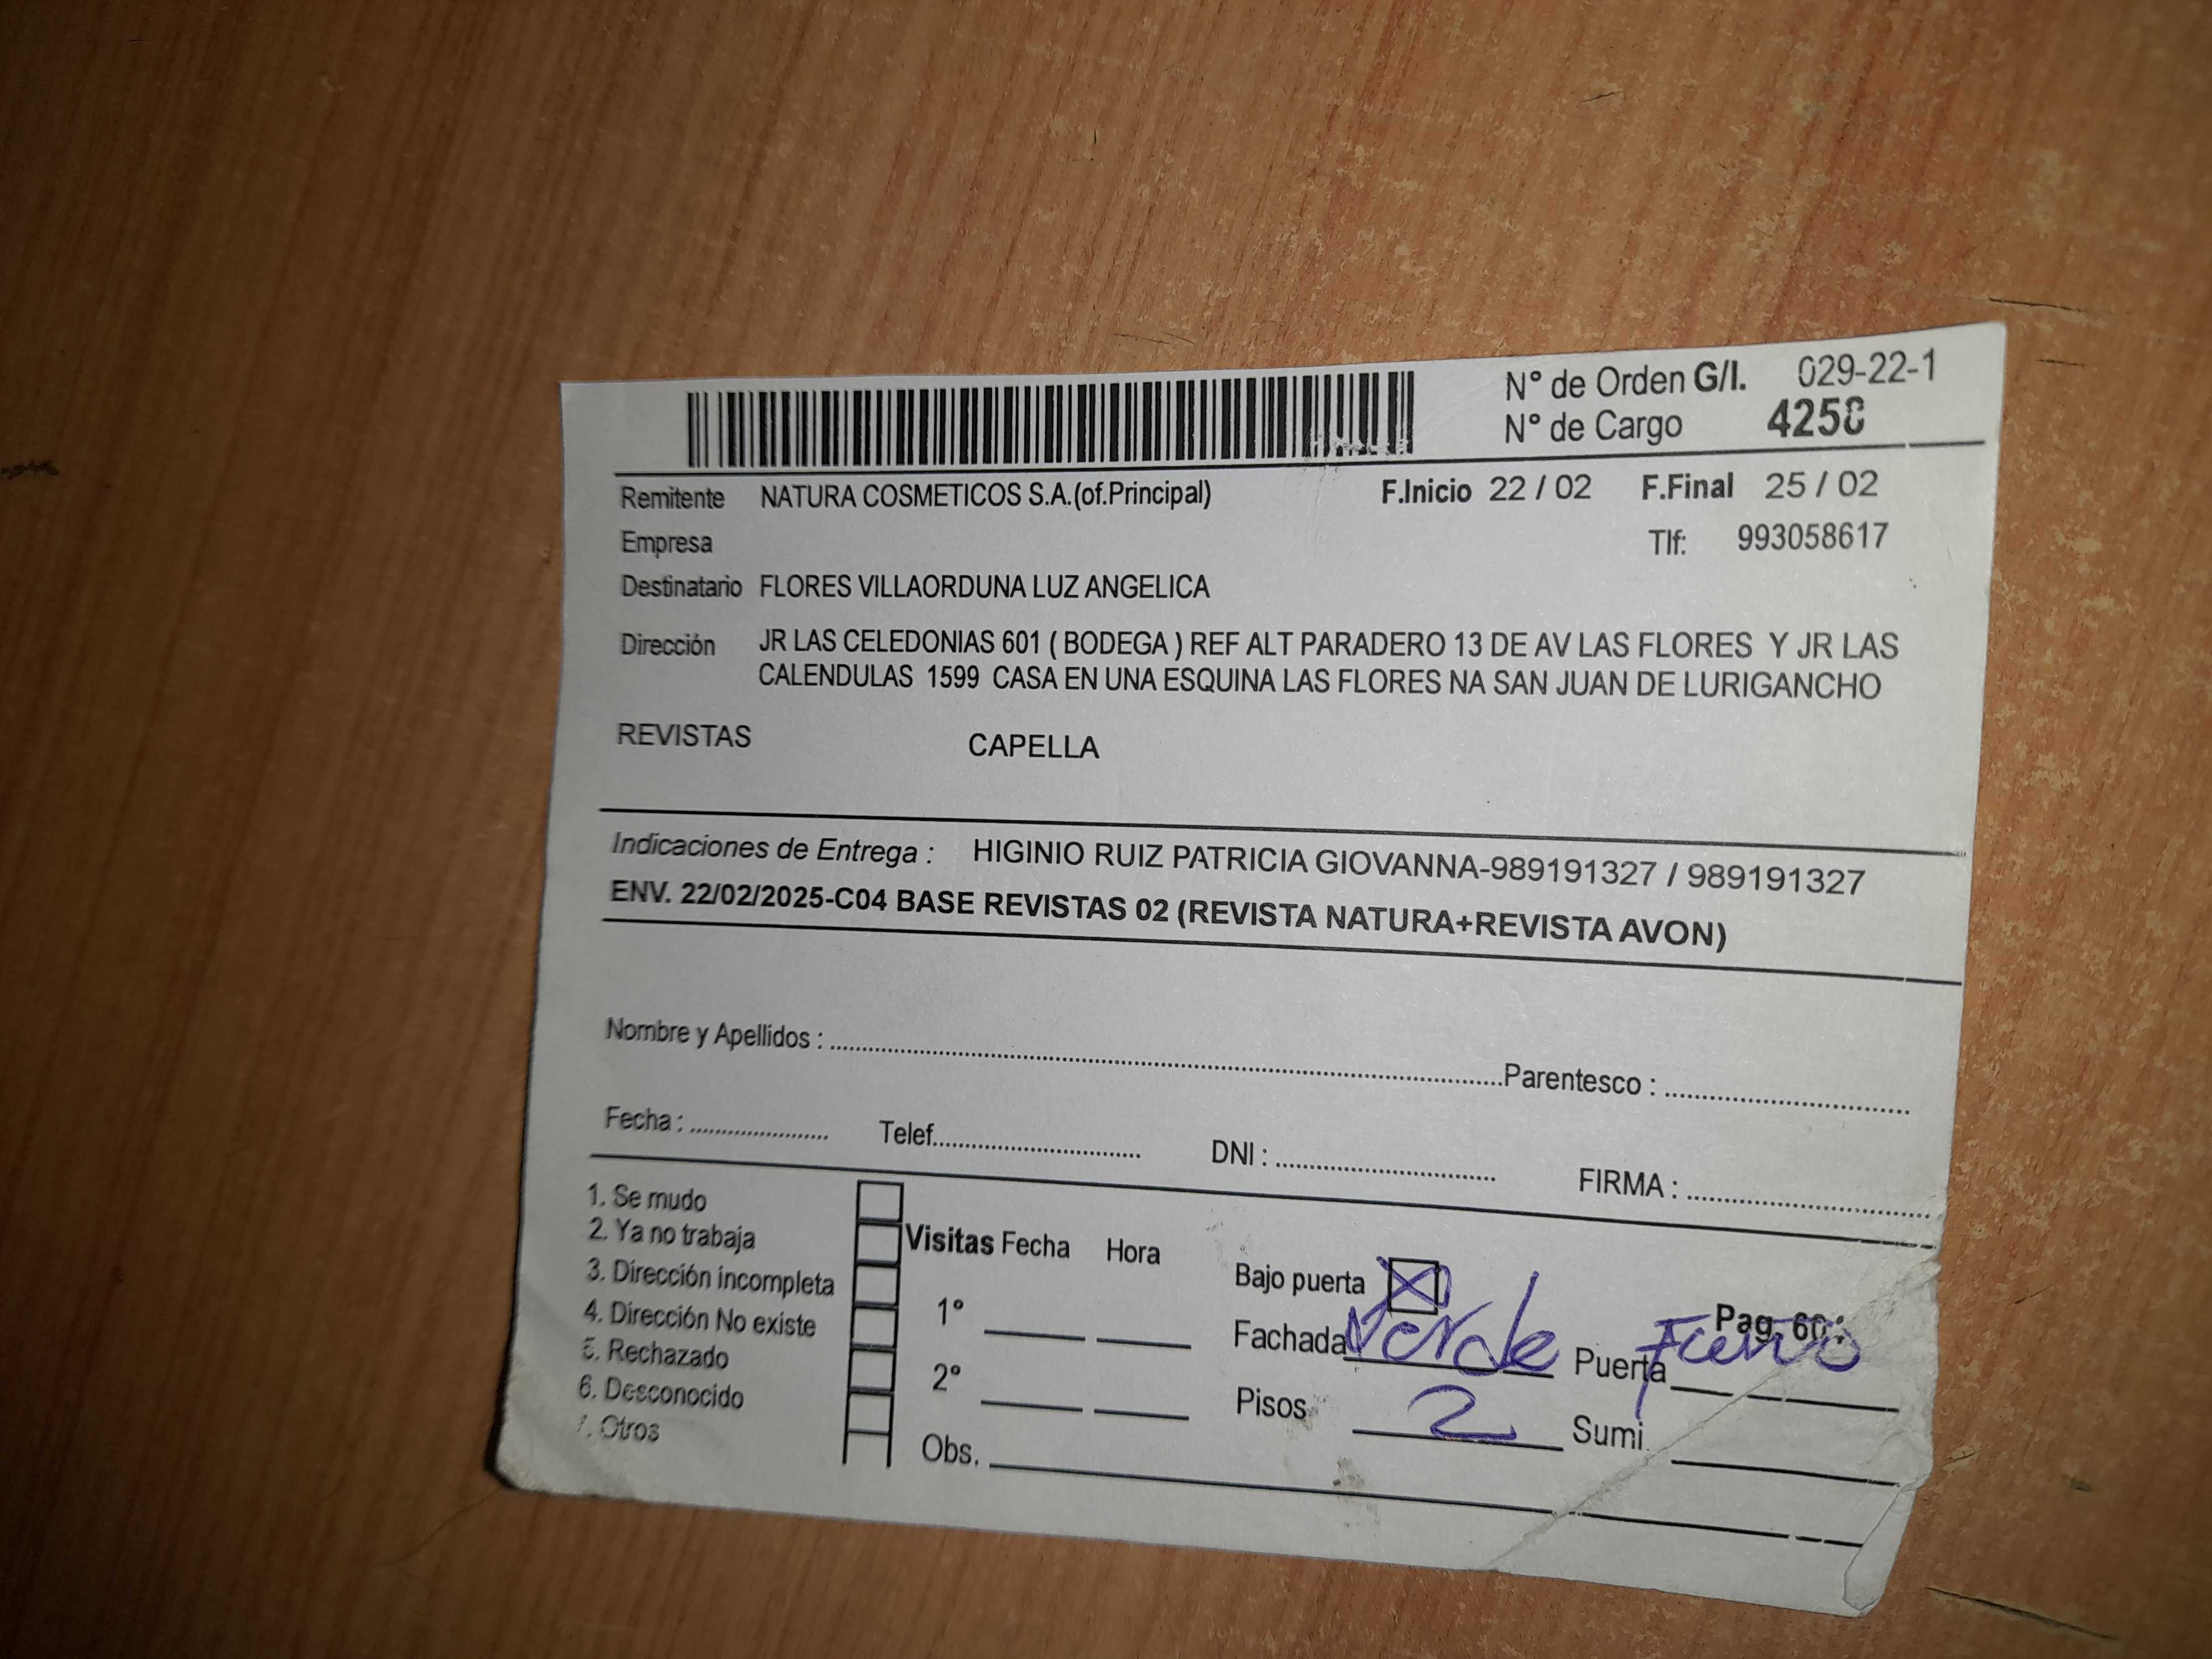 N° de Orden G/I. 029-22-1
N° de Cargo 4258
Remitente NATURA COSMETICOS S.A.(of.Principal) F.Inicio 22 / 02 F.Final 25 / 02
Empresa Tlf: 993058617
Destinatario FLORES VILLAORDUNA LUZ ANGELICA
Dirección JR LAS CELEDONIAS 601 ( BODEGA ) REF ALT PARADERO 13 DE AV LAS FLORES Y JR LAS
CALENDULAS 1599 CASA EN UNA ESQUINA LAS FLORES NA SAN JUAN DE LURIGANCHO
REVISTAS CAPELLA
Indicaciones de Entrega : HIGINIO RUIZ PATRICIA GIOVANNA-989191327 / 989191327
ENV. 22/02/2025-C04 BASE REVISTAS 02 (REVISTA NATURA+REVISTA AVON)
Nombre y Apellidos : Parentesco :
Fecha : Telef. DNI : FIRMA :
1. Se mudo
2. Ya no trabaja
3. Dirección incompleta
4. Dirección No existe
5. Rechazado
6. Desconocido
7. Otros
Visitas Fecha Hora
1°
2°
Obs.
Bajo puerta X
Pag.
Fachada Verde Puerta Fierro
Pisos 2 Sumi.